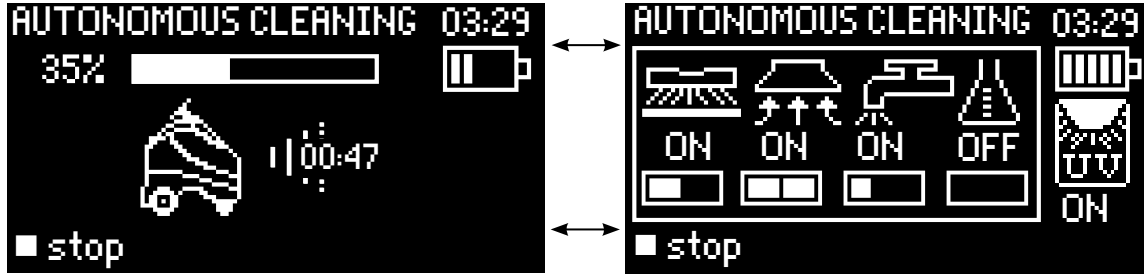 AUTONOMOUS CLEANING 03:29
35%
00:47
stop
AUTONOMOUS CLEANING 03:29
ON ON ON OFF
UV
ON
stop